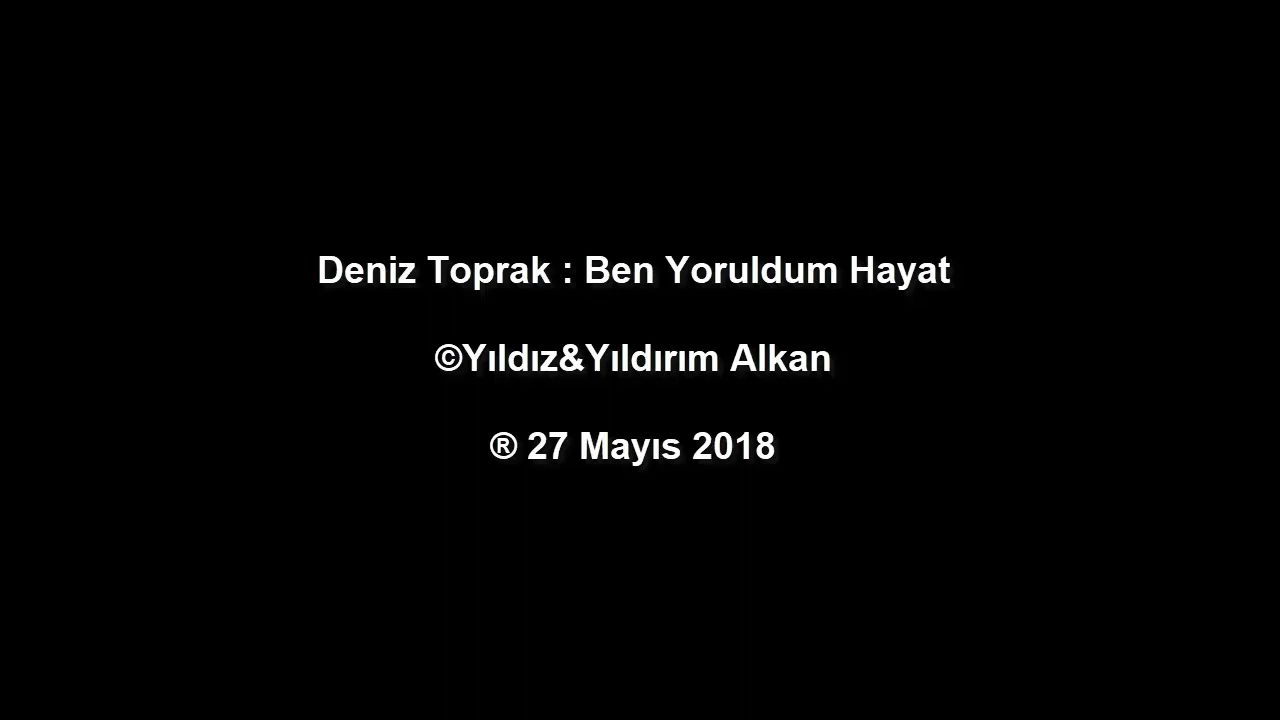 Deniz Toprak : Ben Yoruldum Hayat
©Yıldız&Yıldırım Alkan
® 27 Mayıs 2018